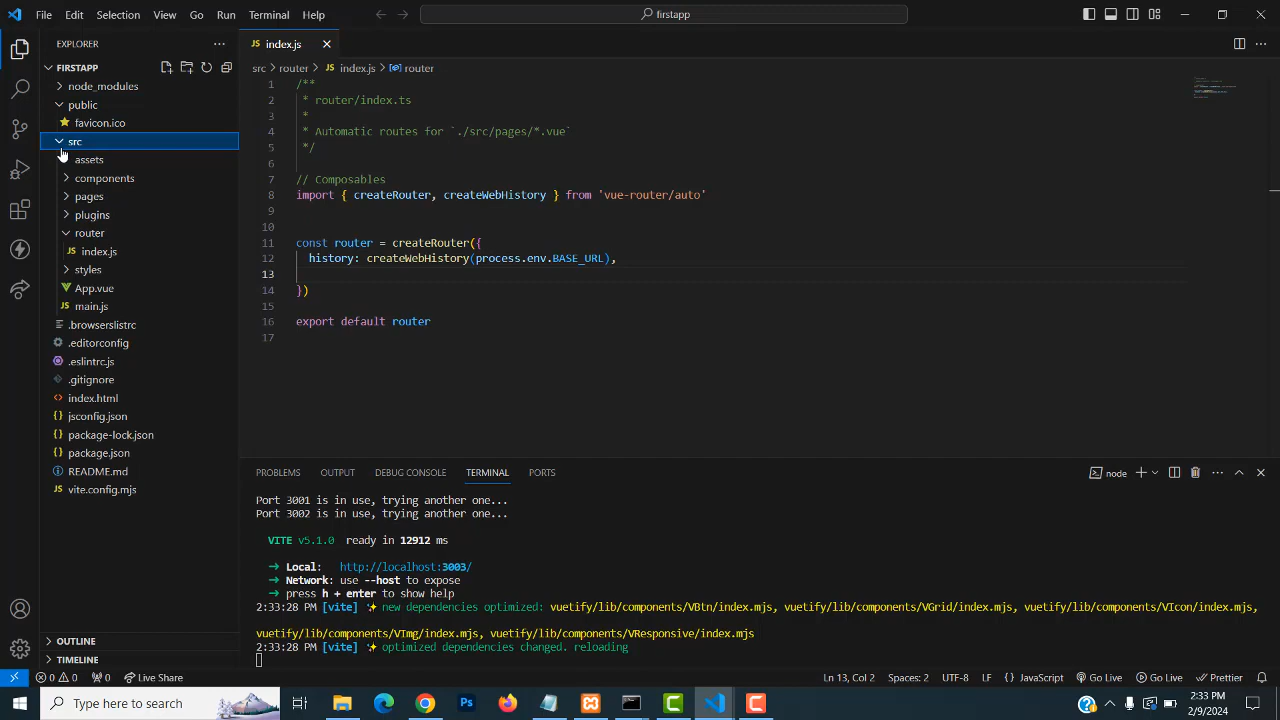 File Edit Selection View Go Run Terminal Help firstapp
EXPLORER
FIRSTAPP
node_modules
public
favicon.ico
src
assets
components
pages
plugins
router
index.js
styles
App.vue
main.js
.browserslistrc
.editorconfig
.eslintrc.js
.gitignore
index.html
jsconfig.json
package-lock.json
package.json
README.md
vite.config.mjs
OUTLINE
TIMELINE
JS index.js
src > router > JS index.js > router
1 /**
2 * router/index.ts
3 *
4 * Automatic routes for `./src/pages/*.vue`
5 */
6
7 // Composables
8 import { createRouter, createWebHistory } from 'vue-router/auto'
9
10
11 const router = createRouter({
12 history: createWebHistory(process.env.BASE_URL),
13
14 })
15
16 export default router
17
PROBLEMS OUTPUT DEBUG CONSOLE TERMINAL PORTS node
Port 3001 is in use, trying another one...
Port 3002 is in use, trying another one...
VITE v5.1.0 ready in 12912 ms
➜ Local: http://localhost:3003/
➜ Network: use --host to expose
➜ press h + enter to show help
2:33:28 PM [vite] ✨ new dependencies optimized: vuetify/lib/components/VBtn/index.mjs, vuetify/lib/components/VGrid/index.mjs, vuetify/lib/components/VIcon/index.mjs,
vuetify/lib/components/VImg/index.mjs, vuetify/lib/components/VResponsive/index.mjs
2:33:28 PM [vite] ✨ optimized dependencies changed. reloading
0 0 0 Live Share Ln 13, Col 2 Spaces: 2 UTF-8 LF {} JavaScript Go Live Go Live Prettier
Type here to search
2:33 PM
2/9/2024